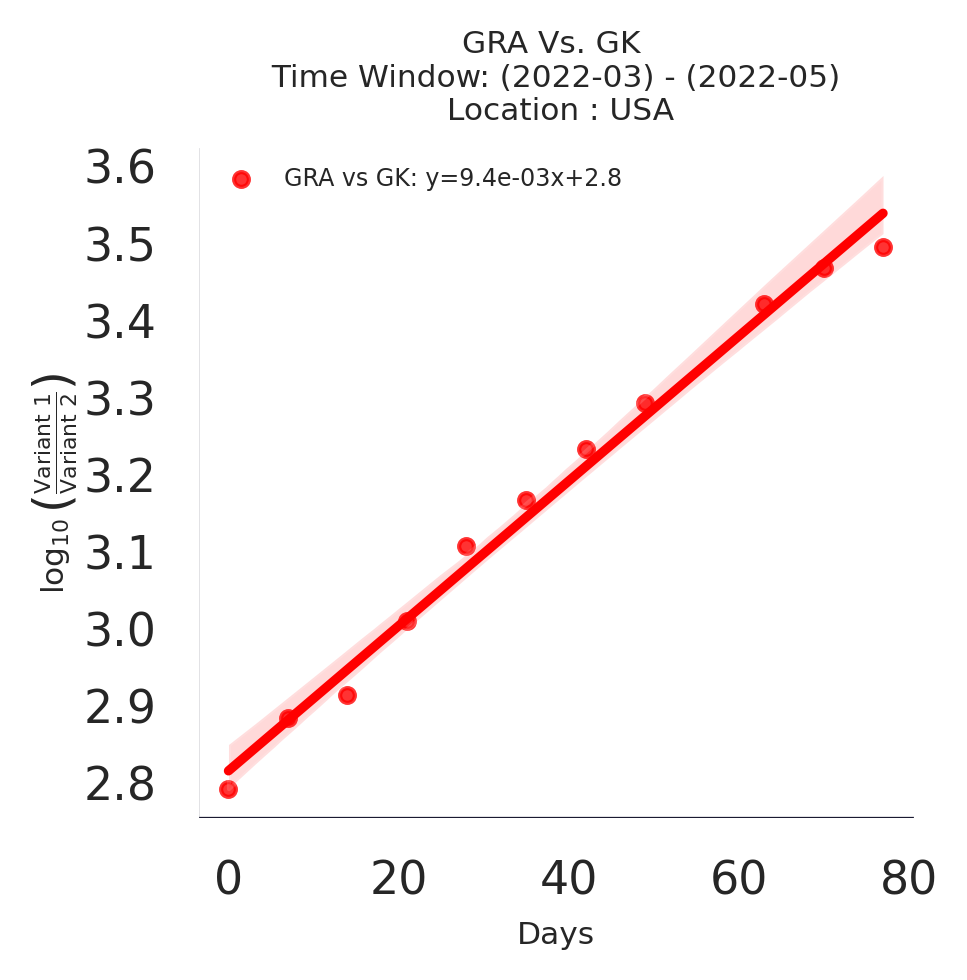 GRA Vs. GK
Time Window: (2022-03) - (2022-05)
Location : USA
GRA vs GK: y=9.4e-03x+2.8
3.6
3.5
3.4
3.3
3.2
3.1
3.0
2.9
2.8
log10 (Variant 1 / Variant 2)
0 20 40 60 80
Days